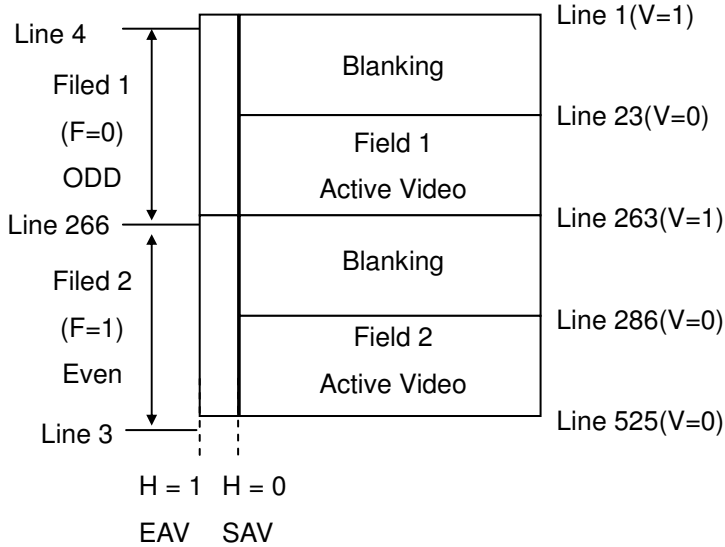 Line 4
Filed 1
(F=0)
ODD
Line 266
Filed 2
(F=1)
Even
Line 3
Blanking
Field 1
Active Video
Blanking
Field 2
Active Video
Line 1(V=1)
Line 23(V=0)
Line 263(V=1)
Line 286(V=0)
Line 525(V=0)
H = 1 H = 0
EAV SAV